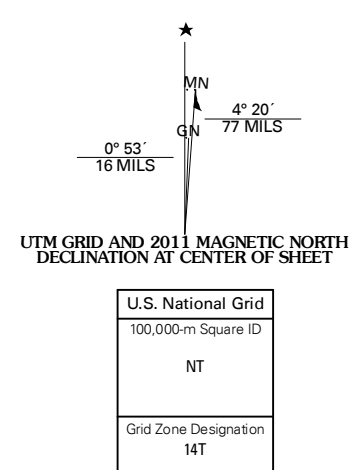 MN
4° 20´
77 MILS
GN
0° 53´
16 MILS
UTM GRID AND 2011 MAGNETIC NORTH
DECLINATION AT CENTER OF SHEET
U.S. National Grid
100,000-m Square ID
NT
Grid Zone Designation
14T